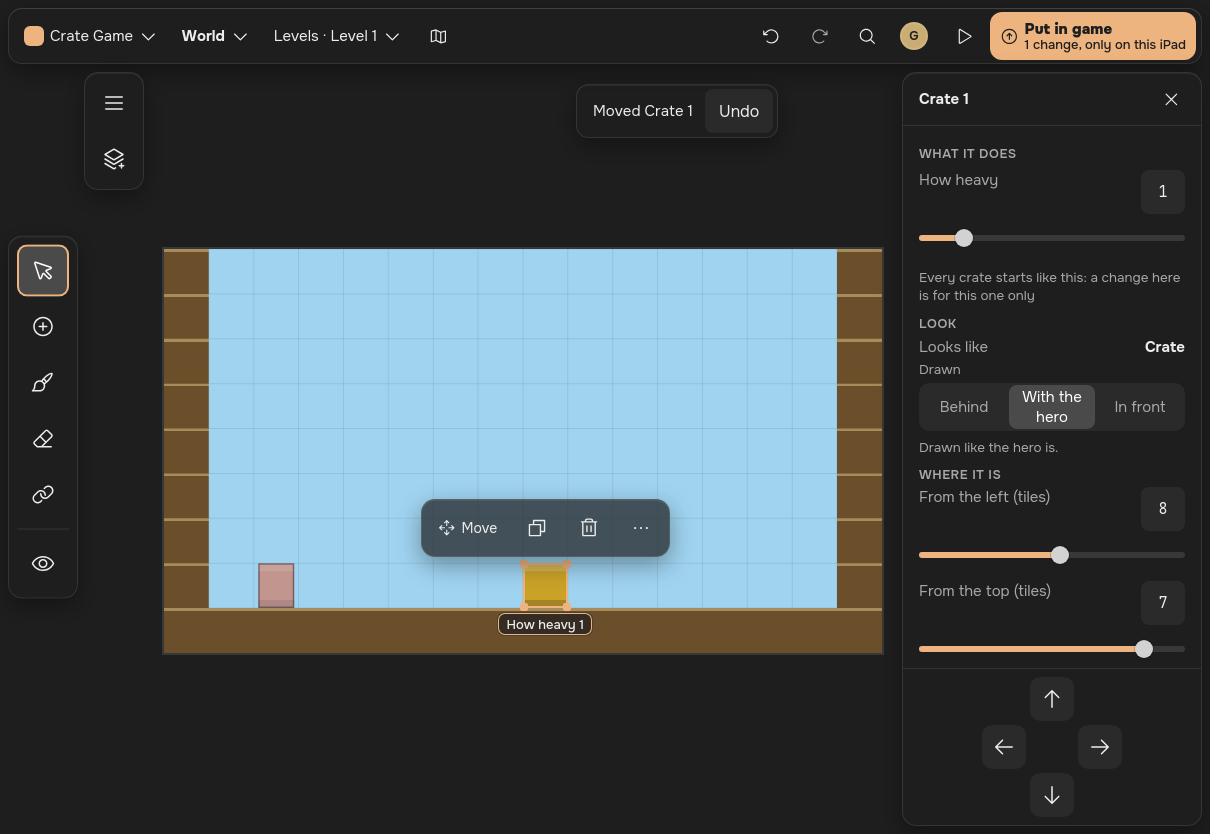 Crate Game
World
Levels · Level 1
G
Put in game
1 change, only on this iPad
Moved Crate 1
Undo
Crate 1
WHAT IT DOES
How heavy
1
Every crate starts like this: a change here
is for this one only
LOOK
Looks like
Crate
Drawn
Behind
With the
hero
In front
Drawn like the hero is.
WHERE IT IS
From the left (tiles)
8
From the top (tiles)
7
Move
How heavy 1